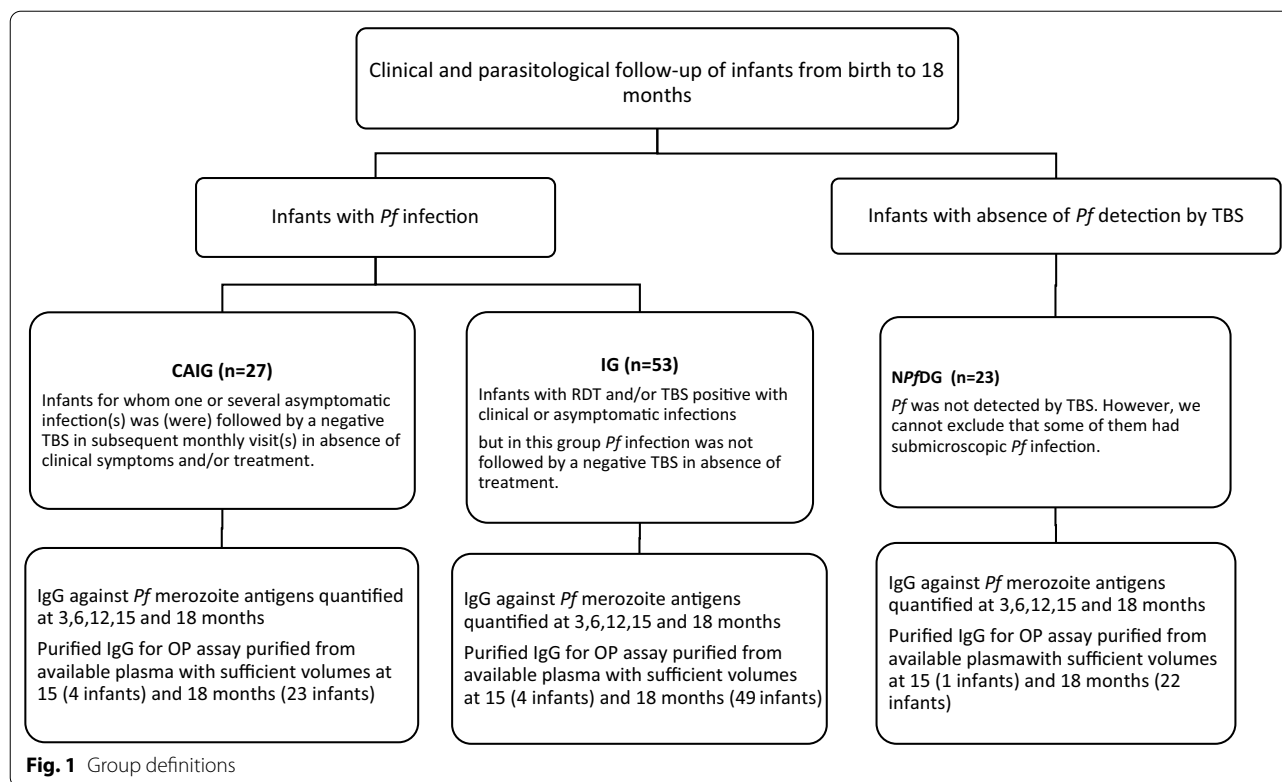 Clinical and parasitological follow-up of infants from birth to 18
months
Infants with Pf infection
Infants with absence of Pf detection by TBS
CAIG (n=27)
Infants for whom one or several asymptomatic
infection(s) was (were) followed by a negative
TBS in subsequent monthly visit(s) in absence of
clinical symptoms and/or treatment.
IG (n=53)
Infants with RDT and/or TBS positive with
clinical or asymptomatic infections
but in this group Pf infection was not
followed by a negative TBS in absence of
treatment.
NPfDG (n=23)
Pf was not detected by TBS. However, we
cannot exclude that some of them had
submicroscopic Pf infection.
IgG against Pf merozoite antigens quantified
at 3,6,12,15 and 18 months
Purified IgG for OP assay purified from
available plasma with sufficient volumes at
15 (4 infants) and 18 months (23 infants)
IgG against Pf merozoite antigens
quantified at 3,6,12,15 and 18 months
Purified IgG for OP assay purified from
available plasma with sufficient volumes
at 15 (4 infants) and 18 months (49 infants)
IgG against Pf merozoite antigens
quantified at 3,6,12,15 and 18 months
Purified IgG for OP assay purified from
available plasmawith sufficient volumes
at 15 (1 infants) and 18 months (22
infants)
Fig. 1 Group definitions